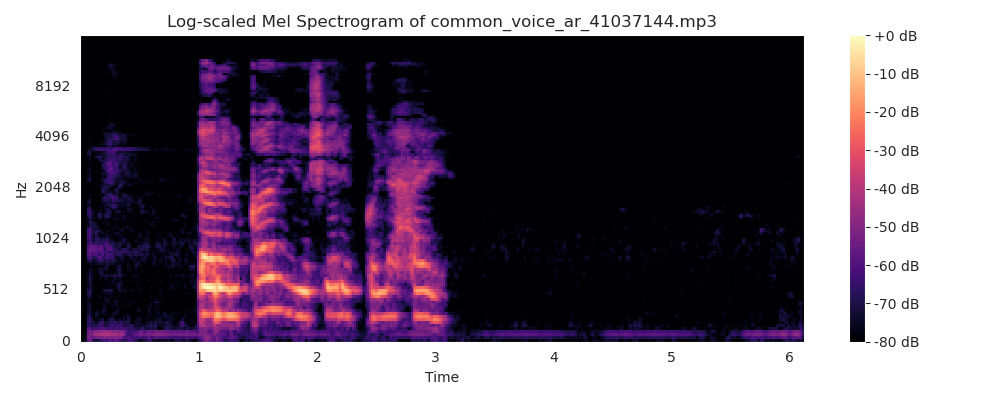 Log-scaled Mel Spectrogram of common_voice_ar_41037144.mp3
+0 dB
8192
-10 dB
4096
-20 dB
-30 dB
2048
Hz
-40 dB
1024
-50 dB
-60 dB
512
-70 dB
0
-80 dB
0 1 2 3 4 5 6
Time